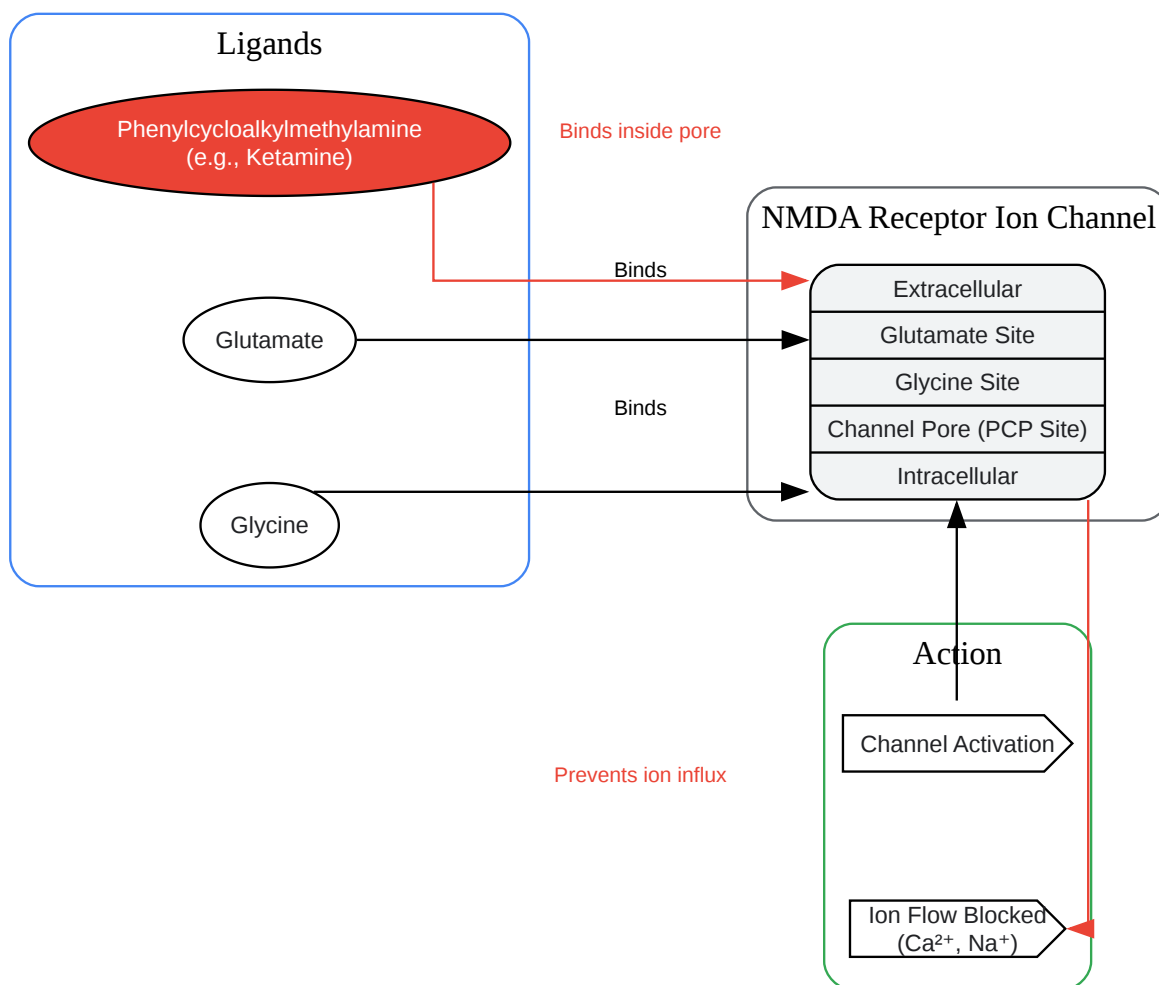 Ligands
Phenylcycloalkylmethylamine
(e.g., Ketamine)
Binds inside pore
NMDA Receptor Ion Channel
Binds
Extracellular
Glutamate
Glutamate Site
Glycine Site
Binds
Channel Pore (PCP Site)
Intracellular
Glycine
Action
Channel Activation
Prevents ion influx
Ion Flow Blocked
(Ca²⁺, Na⁺)